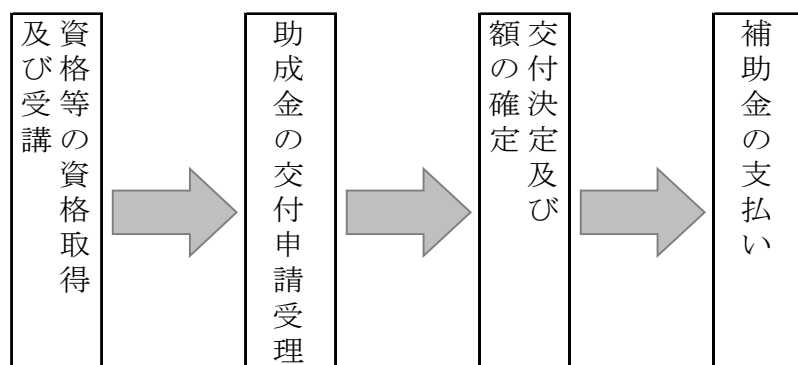 資格等の資格取得
及び受講
助成金の交付申請受理
交付決定及び
額の確定
補助金の支払い